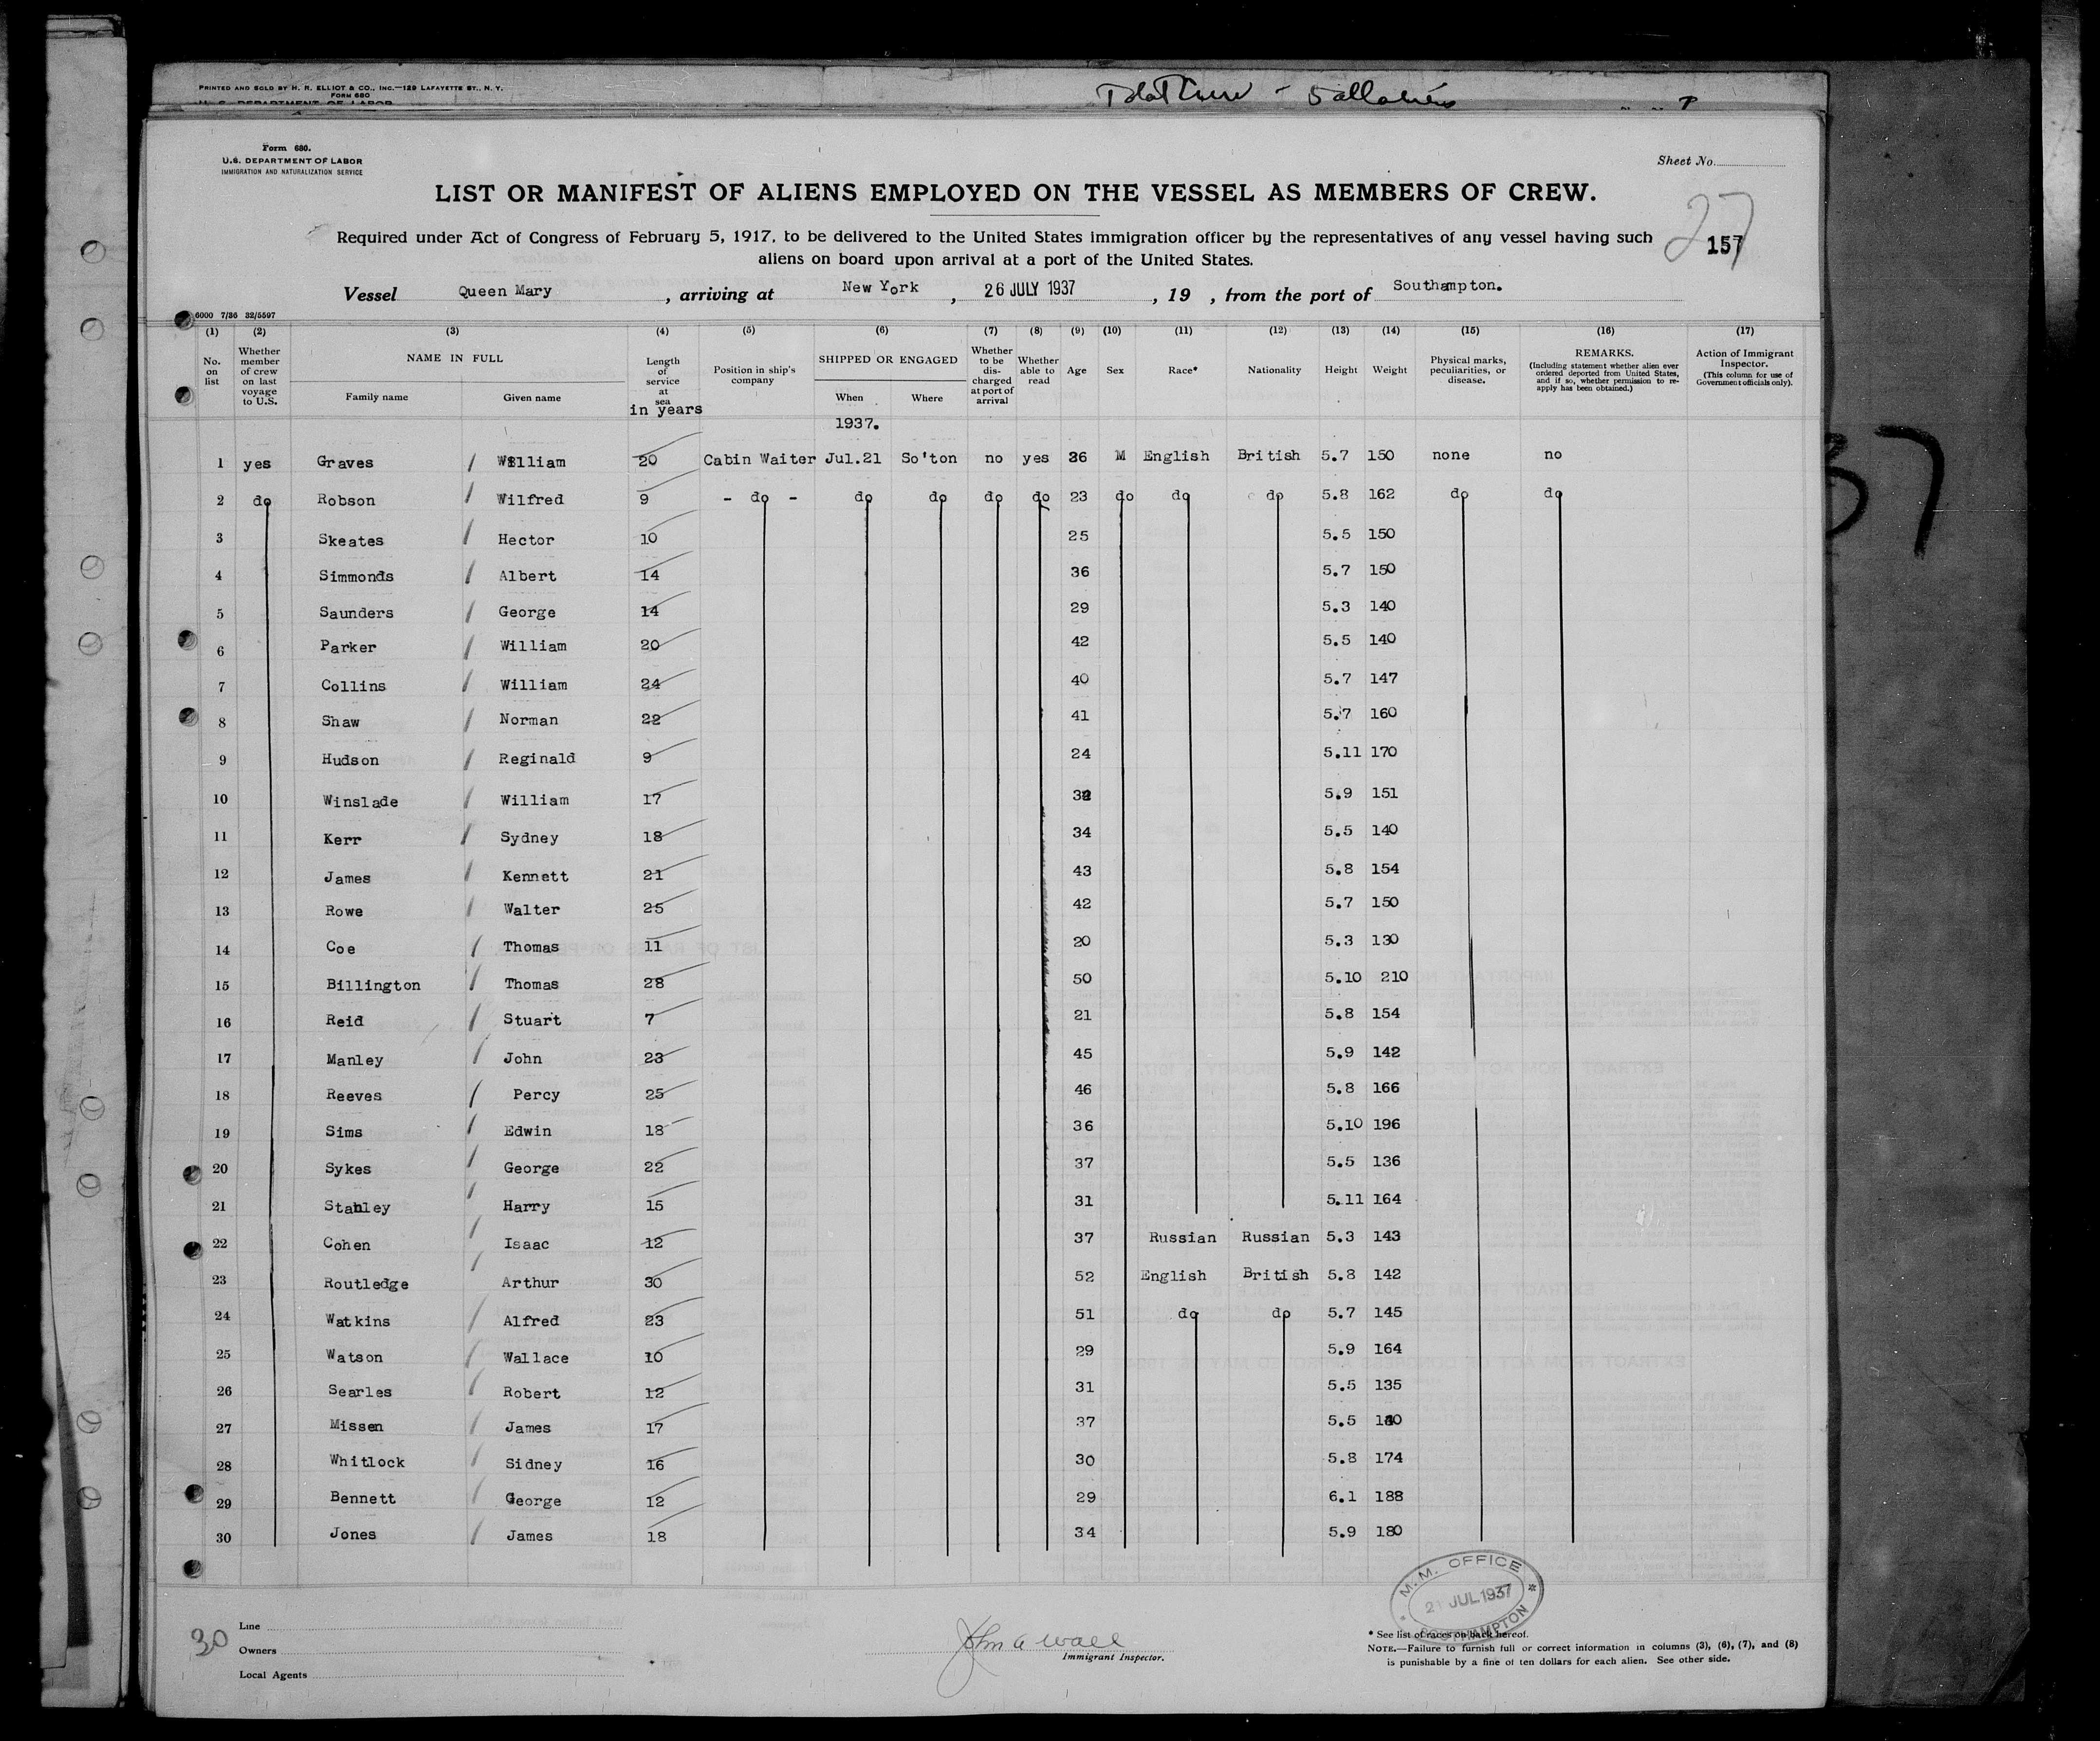 PRINTED AND SOLD BY H. R. ELLIOT & CO., INC.—129 LAFAYETTE ST., N. Y.
FORM 680
U. S. DEPARTMENT OF LABOR
Form 680.
U.S. DEPARTMENT OF LABOR
IMMIGRATION AND NATURALIZATION SERVICE
Sheet No.
LIST OR MANIFEST OF ALIENS EMPLOYED ON THE VESSEL AS MEMBERS OF CREW.
27
157
Required under Act of Congress of February 5, 1917, to be delivered to the United States immigration officer by the representatives of any vessel having such
aliens on board upon arrival at a port of the United States.
Vessel Queen Mary , arriving at New York , 26 JULY 1937 , 19 , from the port of Southampton.
6000 7/36 32/5597
(1) (2) (3) (4) (5) (6) (7) (8) (9) (10) (11) (12) (13) (14) (15) (16) (17)
No. on list
Whether member of crew on last voyage to U.S.
NAME IN FULL
Family name Given name
Length of service at sea
in years
Position in ship's company
SHIPPED OR ENGAGED
When Where
1937.
Whether to be dis-charged at port of arrival
Whether able to read
Age
Sex
Race*
Nationality
Height
Weight
Physical marks, peculiarities, or disease.
REMARKS.
(Including statement whether alien ever ordered deported from United States, and if so, whether permission to re-apply has been obtained.)
Action of Immigrant Inspector.
(This column for use of Government officials only).
1 yes Graves William 20 Cabin Waiter Jul.21 So'ton no yes 36 M English British 5.7 150 none no
2 do Robson Wilfred 9 - do - do do do do 23 do do do 5.8 162 do do
3 Skeates Hector 10 25 5.5 150
4 Simmonds Albert 14 36 5.7 150
5 Saunders George 14 29 5.3 140
6 Parker William 20 42 5.5 140
7 Collins William 24 40 5.7 147
8 Shaw Norman 22 41 5.7 160
9 Hudson Reginald 9 24 5.11 170
10 Winslade William 17 5.9 151
11 Kerr Sydney 18 34 5.5 140
12 James Kennett 21 43 5.8 154
13 Rowe Walter 25 42 5.7 150
14 Coe Thomas 11 20 5.3 130
15 Billington Thomas 28 50 5.10 210
16 Reid Stuart 7 21 5.8 154
17 Manley John 23 45 5.9 142
18 Reeves Percy 25 46 5.8 166
19 Sims Edwin 18 36 5.10 196
20 Sykes George 22 37 5.5 136
21 Stanley Harry 15 31 5.11 164
22 Cohen Isaac 12 37 Russian Russian 5.3 143
23 Routledge Arthur 30 52 English British 5.8 142
24 Watkins Alfred 23 51 do do 5.7 145
25 Watson Wallace 10 29 5.9 164
26 Searles Robert 12 31 5.5 135
27 Missen James 17 37 5.5
28 Whitlock Sidney 16 30 5.8 174
29 Bennett George 12 29 6.1 188
30 Jones James 18 34 5.9 180
M. M. OFFICE
21 JUL 1937
SOUTHAMPTON
30
Line
Owners
Local Agents
John A Wall
Immigrant Inspector.
* See list of races on back hereof.
NOTE.—Failure to furnish full or correct information in columns (3), (6), (7), and (8)
is punishable by a fine of ten dollars for each alien. See other side.
37